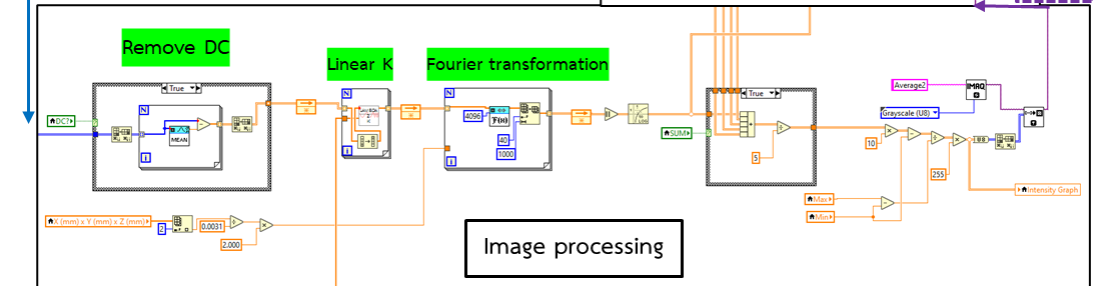 Remove DC
Linear K
Fourier transformation
True
N
DC?
MEAN
i
N
i
N
4096
40
1000
i
SUM
True
5
Average2
IMAQ
Grayscale (U8)
10
255
U8
Intensity Graph
Max
Min
X (mm) x Y (mm) x Z (mm)
2
0.0031
2.000
Image processing